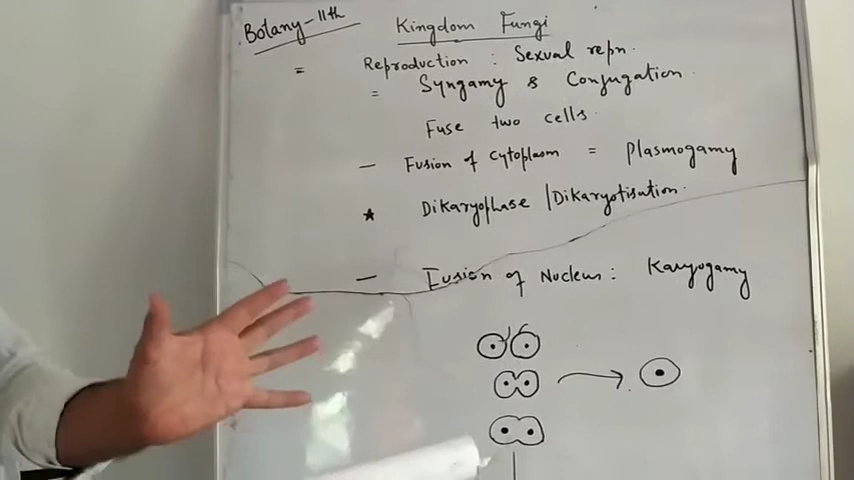 Botany-11th
Kingdom Fungi
= Reproduction : Sexual repn.
= Syngamy & Conjugation
Fuse two cells
— Fusion of cytoplasm = Plasmogamy
★ Dikaryophase / Dikaryotisation.
— Fusion of Nucleus : Karyogamy